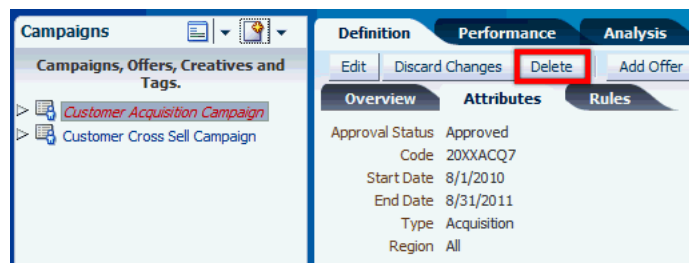 Campaigns
Campaigns, Offers, Creatives and
Tags.
Customer Acquisition Campaign
Customer Cross Sell Campaign
Definition Performance Analysis
Edit Discard Changes Delete Add Offer
Overview Attributes Rules
Approval Status Approved
Code 20XXACQ7
Start Date 8/1/2010
End Date 8/31/2011
Type Acquisition
Region All